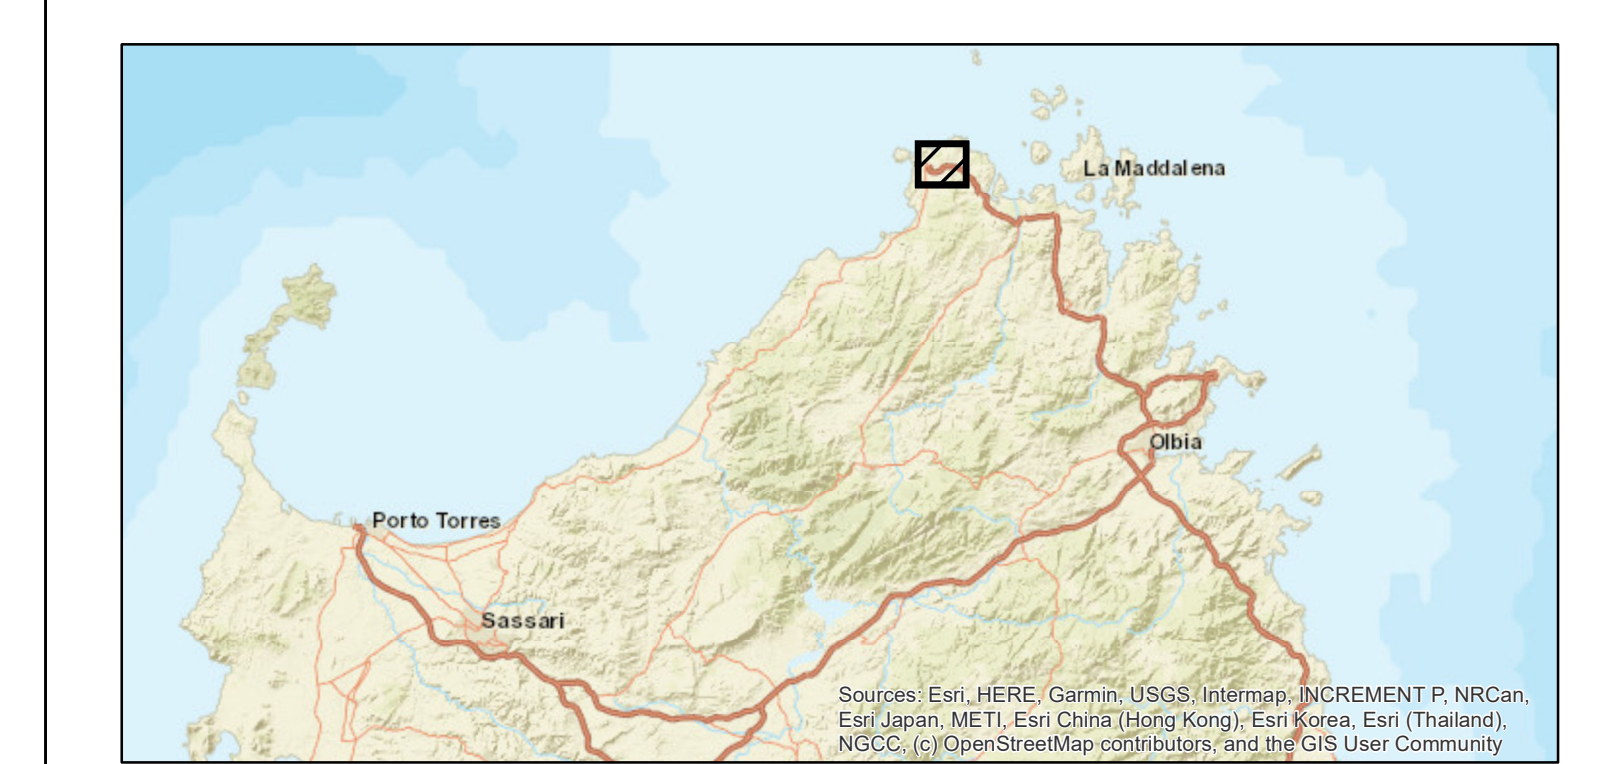 La Maddalena
Olbia
Porto Torres
Sassari
Sources: Esri, HERE, Garmin, USGS, Intermap, INCREMENT P, NRCan,
Esri Japan, METI, Esri China (Hong Kong), Esri Korea, Esri (Thailand),
NGCC, (c) OpenStreetMap contributors, and the GIS User Community